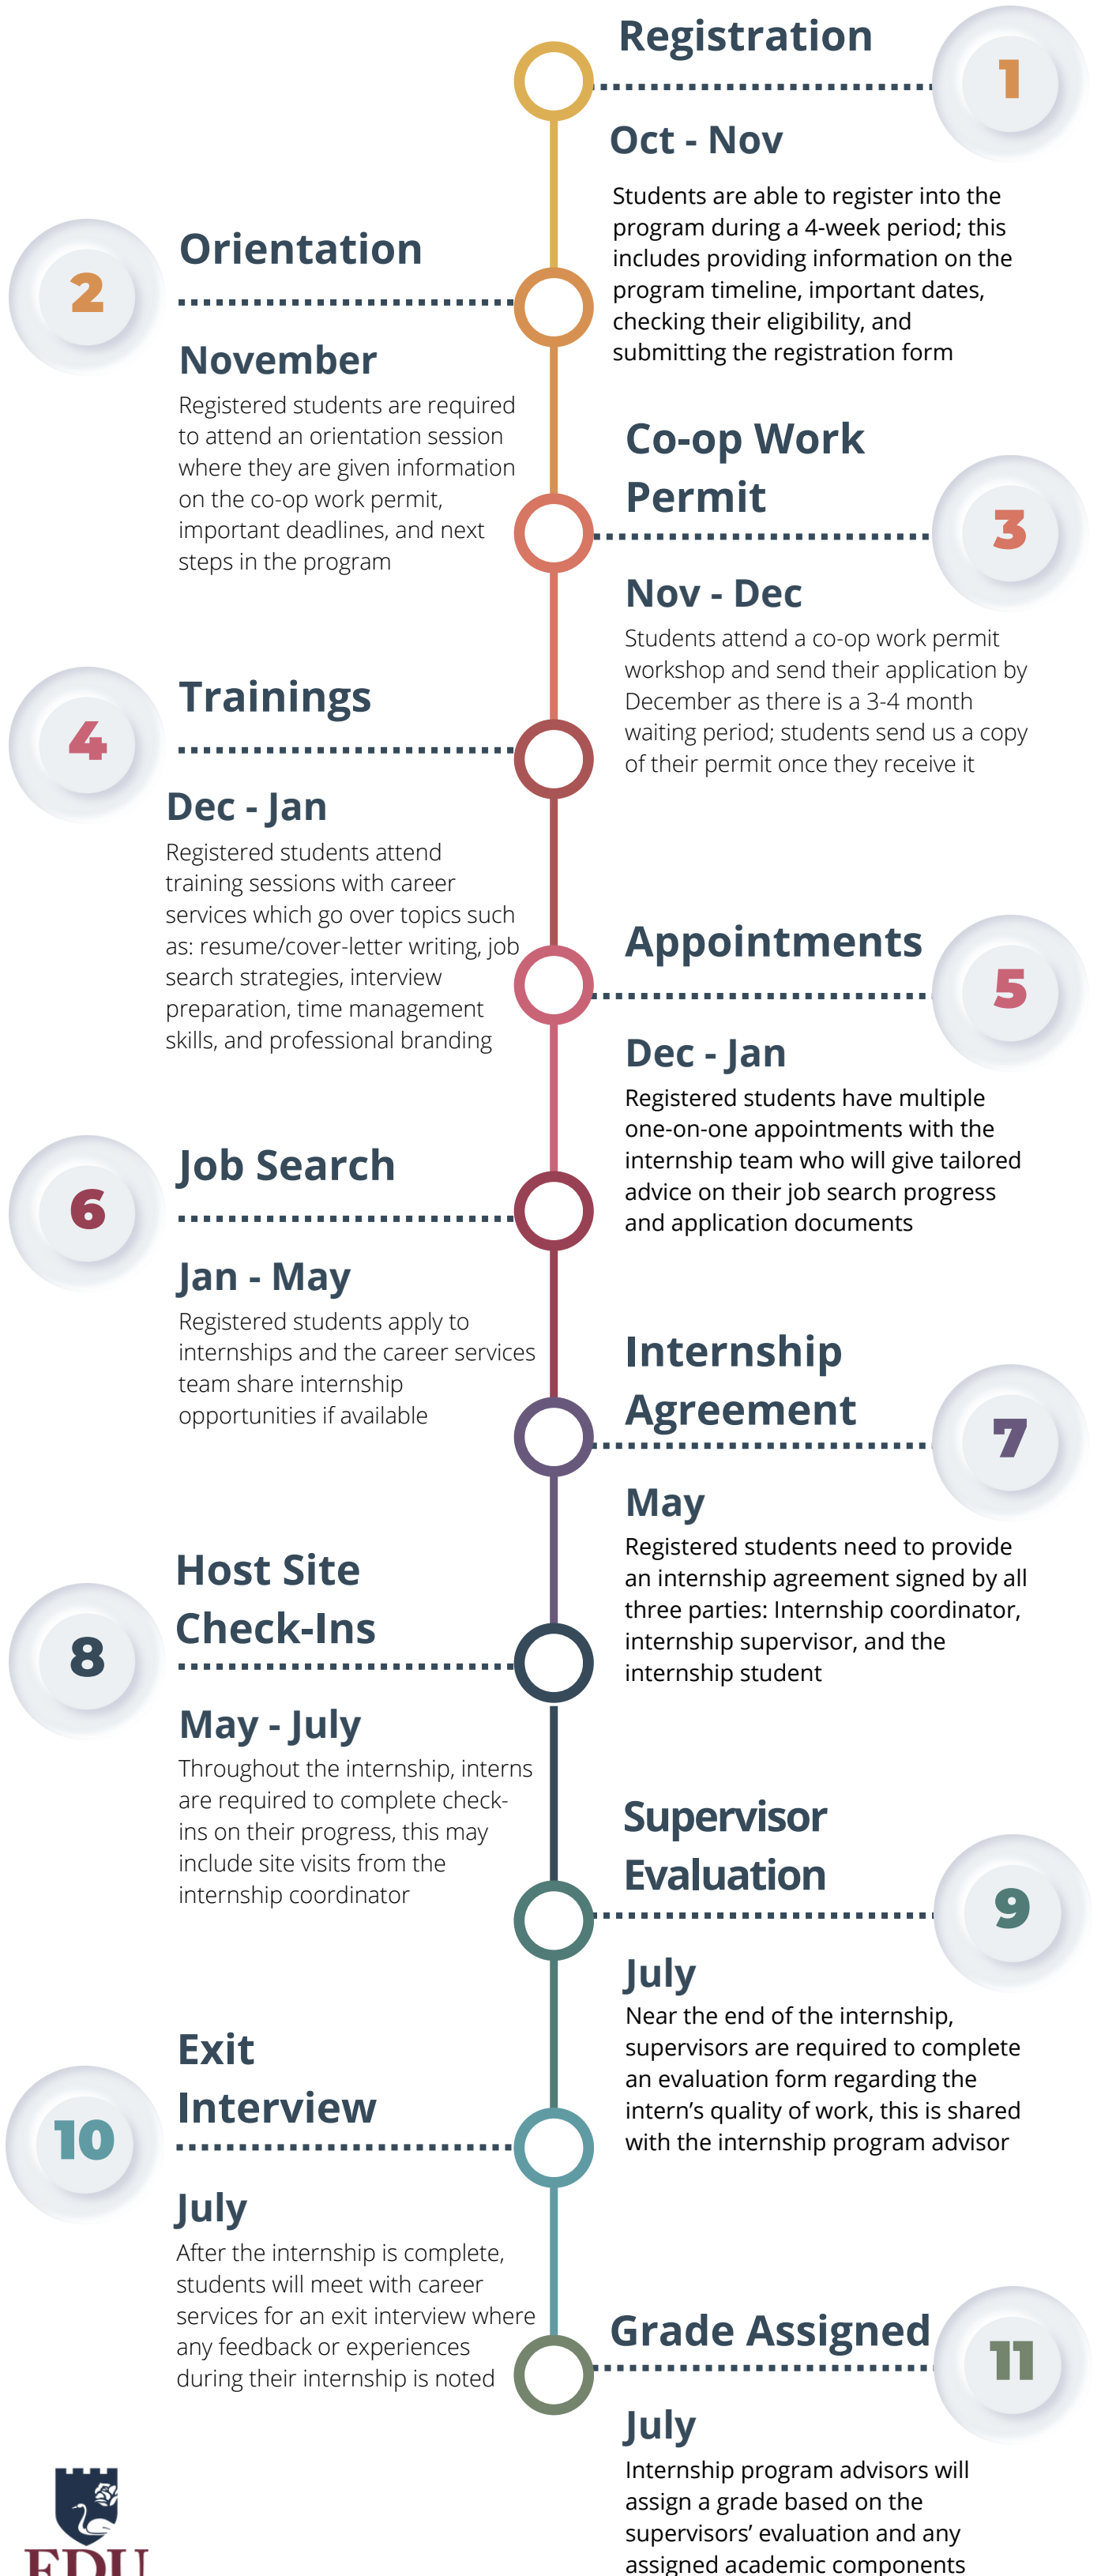 Registration
1
Oct - Nov
Students are able to register into the
program during a 4-week period; this
includes providing information on the
program timeline, important dates,
checking their eligibility, and
submitting the registration form
Orientation
2
November
Registered students are required
to attend an orientation session
where they are given information
on the co-op work permit,
important deadlines, and next
steps in the program
Co-op Work
Permit
3
Nov - Dec
Students attend a co-op work permit
workshop and send their application by
December as there is a 3-4 month
waiting period; students send us a copy
of their permit once they receive it
Trainings
4
Dec - Jan
Registered students attend
training sessions with career
services which go over topics such
as: resume/cover-letter writing, job
search strategies, interview
preparation, time management
skills, and professional branding
Appointments
5
Dec - Jan
Registered students have multiple
one-on-one appointments with the
internship team who will give tailored
advice on their job search progress
and application documents
Job Search
6
Jan - May
Registered students apply to
internships and the career services
team share internship
opportunities if available
Internship
Agreement
7
May
Registered students need to provide
an internship agreement signed by all
three parties: Internship coordinator,
internship supervisor, and the
internship student
Host Site
Check-Ins
8
May - July
Throughout the internship, interns
are required to complete check-
ins on their progress, this may
include site visits from the
internship coordinator
Supervisor
Evaluation
9
July
Near the end of the internship,
supervisors are required to complete
an evaluation form regarding the
intern’s quality of work, this is shared
with the internship program advisor
Exit
Interview
10
July
After the internship is complete,
students will meet with career
services for an exit interview where
any feedback or experiences
during their internship is noted
Grade Assigned
11
July
Internship program advisors will
assign a grade based on the
supervisors’ evaluation and any
assigned academic components
FDU